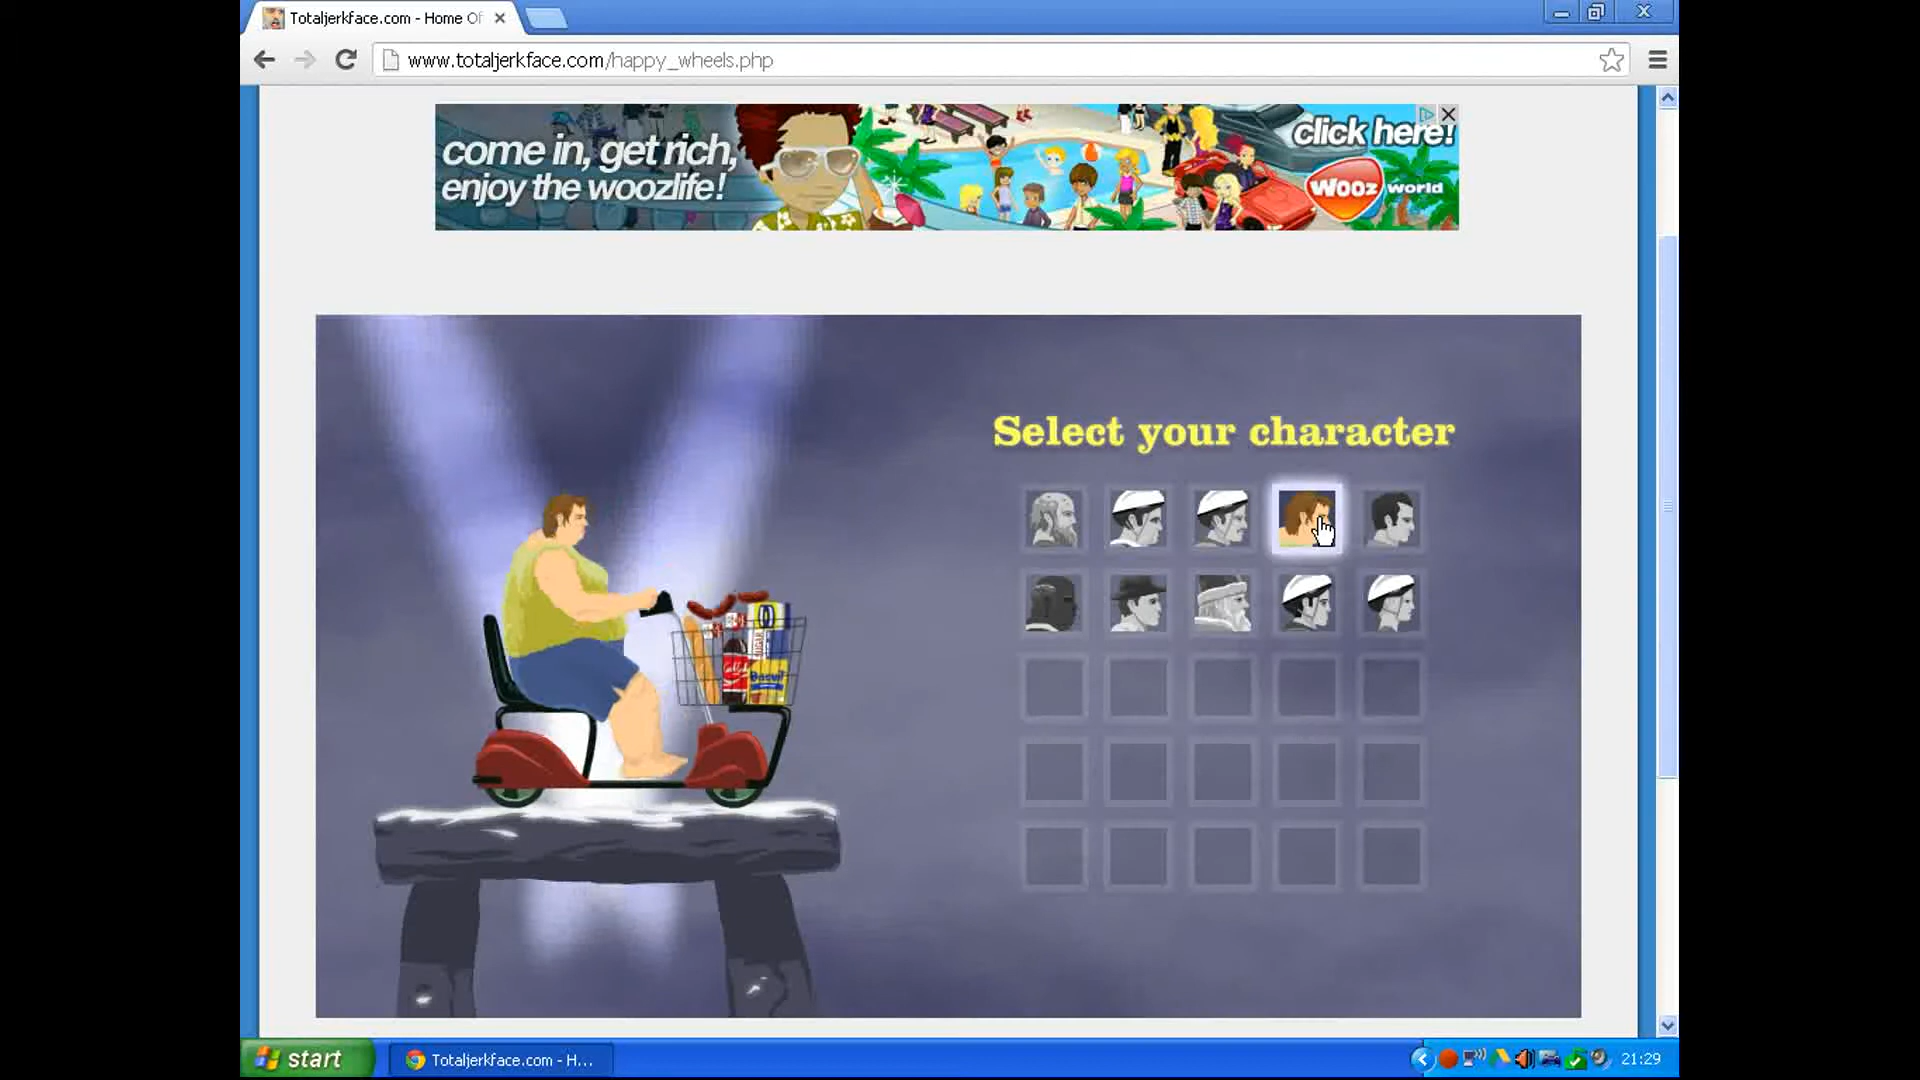 Totaljerkface.com - Home Of
www.totaljerkface.com/happy_wheels.php
come in, get rich,
enjoy the woozlife!
click here!
WOOZ world
Select your character
Basuit
start
Totaljerkface.com - H...
21:29